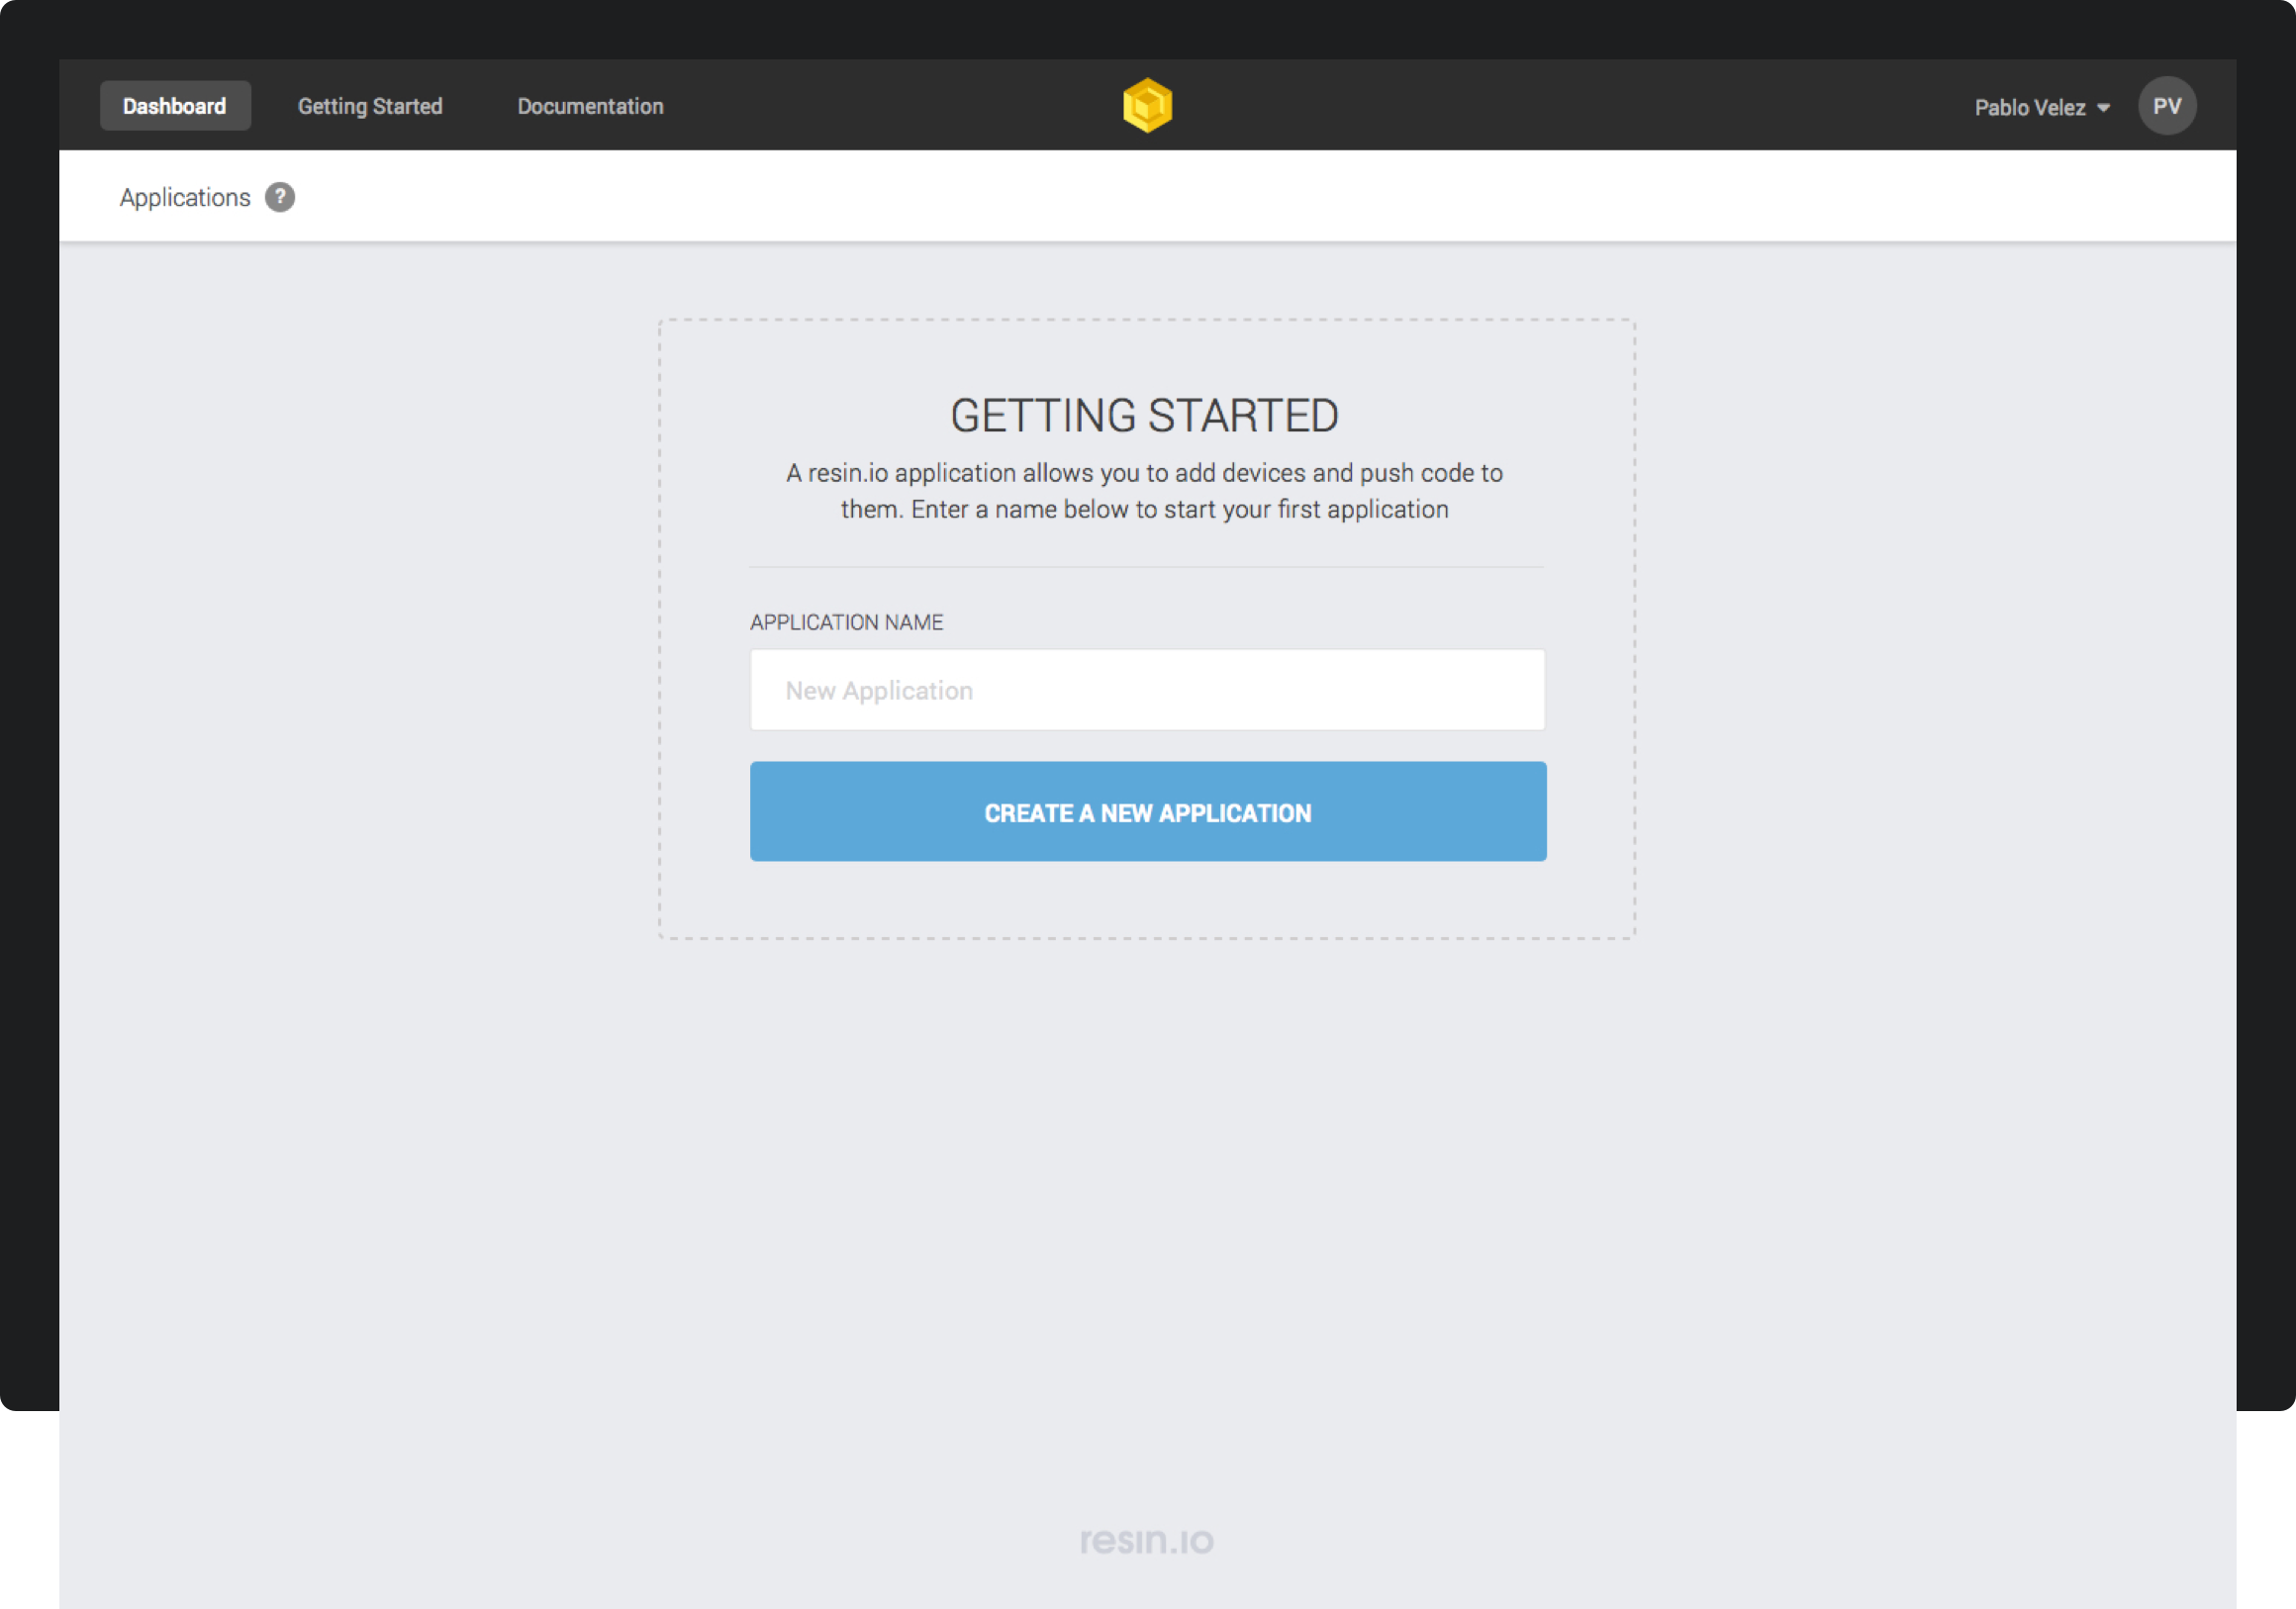 Dashboard Getting Started Documentation Pablo Velez PV
Applications ?
GETTING STARTED
A resin.io application allows you to add devices and push code to
them. Enter a name below to start your first application
APPLICATION NAME
New Application
CREATE A NEW APPLICATION
resin.io